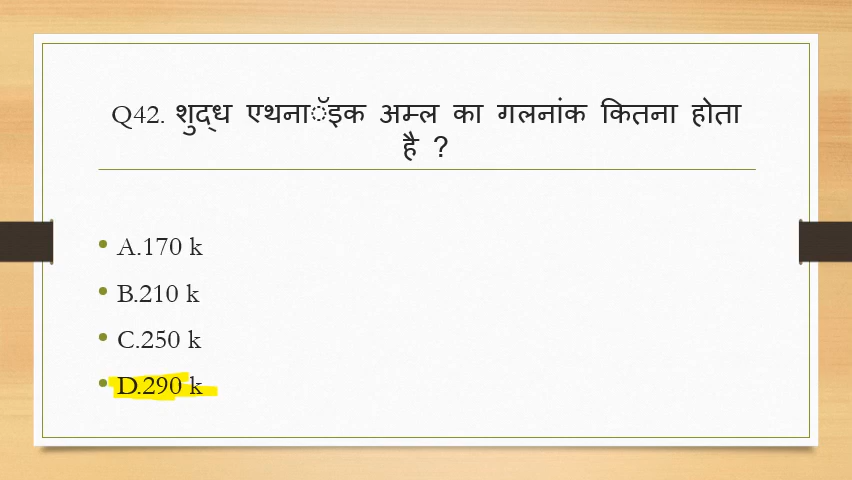 Q42. शुद्ध एथनाॅइक अम्ल का गलनांक कितना होता
है ?
A.170 k
B.210 k
C.250 k
D.290 k